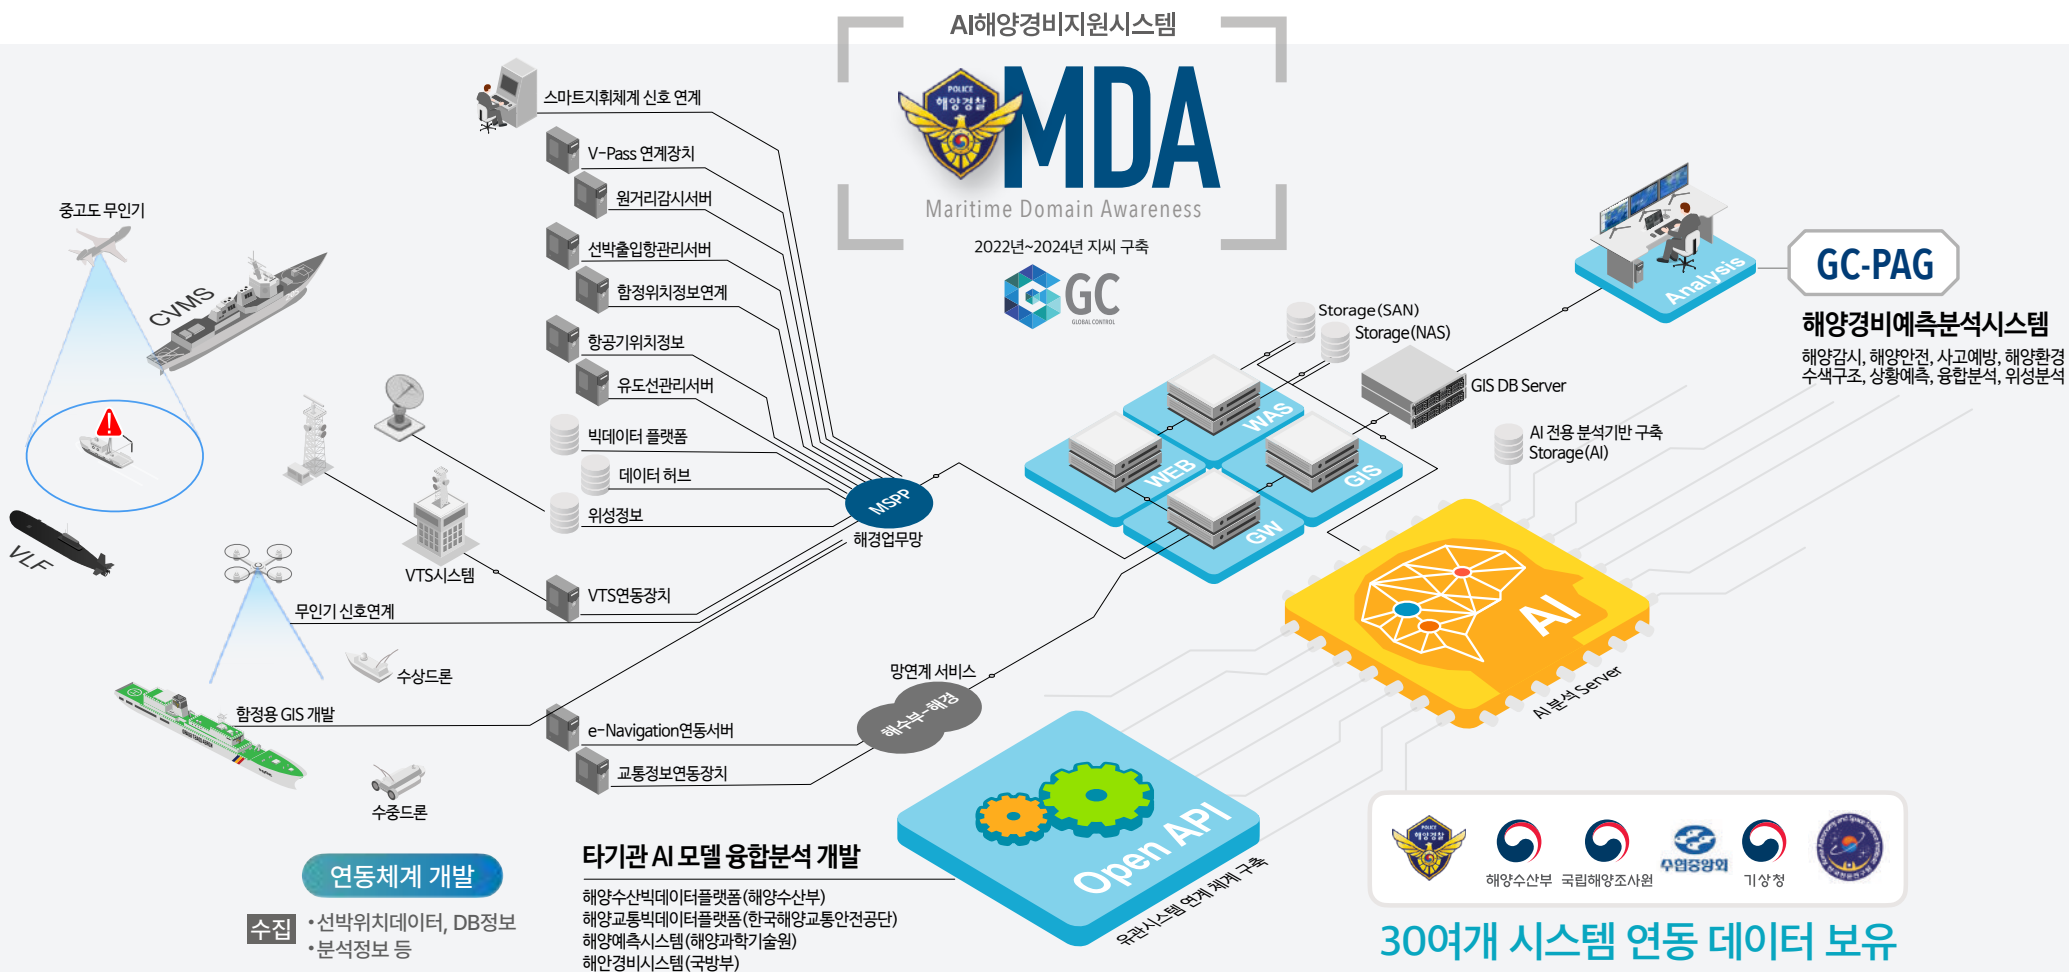 AI해양경비지원시스템
POLICE
해양경찰
MDA
Maritime Domain Awareness
2022년~2024년 지씨 구축
GC
GLOBAL CONTROL
스마트지휘체계 신호 연계
V-Pass 연계장치
원거리감시서버
선박출입항관리서버
함정위치정보연계
항공기위치정보
유도선관리서버
빅데이터 플랫폼
데이터 허브
위성정보
중고도 무인기
CVMS
VLF
VTS시스템
VTS연동장치
무인기 신호연계
수상드론
함정용 GIS 개발
수중드론
MSPP
해경업무망
망연계 서비스
해수부-해경
e-Navigation연동서버
교통정보연동장치
Storage(SAN)
Storage(NAS)
GIS DB Server
WAS
WEB
GIS
GW
Analysis
GC-PAG
해양경비예측분석시스템
해양감시, 해양안전, 사고예방, 해양환경
수색구조, 상황예측, 융합분석, 위성분석
AI 전용 분석기반 구축
Storage(AI)
AI
AI 분석 Server
Open API
유관시스템 연계 체계 구축
연동체계 개발
수집
•선박위치데이터, DB정보
•분석정보 등
타기관 AI 모델 융합분석 개발
해양수산빅데이터플랫폼(해양수산부)
해양교통빅데이터플랫폼(한국해양교통안전공단)
해양예측시스템(해양과학기술원)
해안경비시스템(국방부)
POLICE
해양경찰
해양수산부
국립해양조사원
수협중앙회
기상청
30여개 시스템 연동 데이터 보유